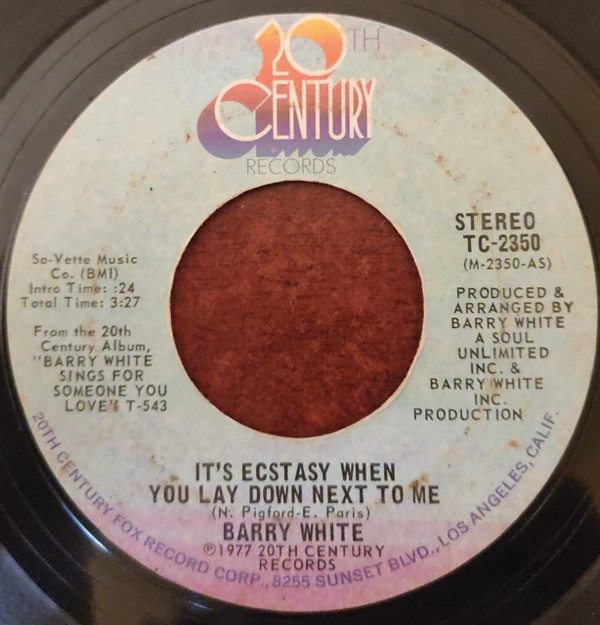 20TH
CENTURY
RECORDS
STEREO
TC-2350
(M-2350-AS)
Sa-Vette Music
Co. (BMI)
Intro Time: :24
Total Time: 3:27
From the 20th
Century Album,
"BARRY WHITE
SINGS FOR
SOMEONE YOU
LOVE" T-543
PRODUCED &
ARRANGED BY
BARRY WHITE
A SOUL
UNLIMITED
INC. &
BARRY WHITE
INC.
PRODUCTION
IT'S ECSTASY WHEN
YOU LAY DOWN NEXT TO ME
(N. Pigford-E. Paris)
BARRY WHITE
℗1977 20TH CENTURY
RECORDS
20TH CENTURY FOX RECORD CORP., 8255 SUNSET BLVD., LOS ANGELES, CALIF.